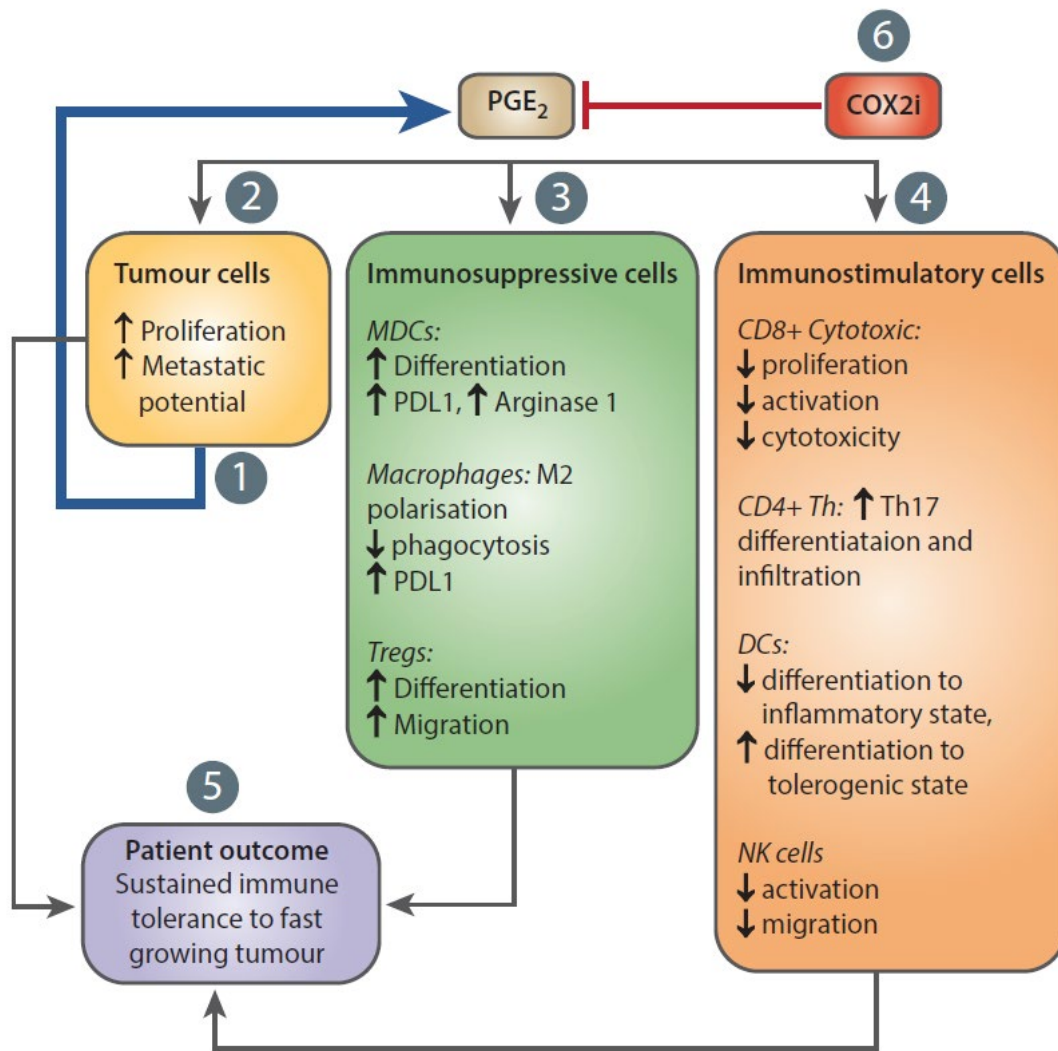 6
PGE2
COX2i
2
3
4
Tumour cells
↑ Proliferation
↑ Metastatic
potential
1
Immunosuppressive cells
MDCs:
↑ Differentiation
↑ PDL1, ↑ Arginase 1
Macrophages: M2
polarisation
↓ phagocytosis
↑ PDL1
Tregs:
↑ Differentiation
↑ Migration
Immunostimulatory cells
CD8+ Cytotoxic:
↓ proliferation
↓ activation
↓ cytotoxicity
CD4+ Th: ↑ Th17
differentiataion and
infiltration
DCs:
↓ differentiation to
inflammatory state,
↑ differentiation to
tolerogenic state
NK cells
↓ activation
↓ migration
5
Patient outcome
Sustained immune
tolerance to fast
growing tumour